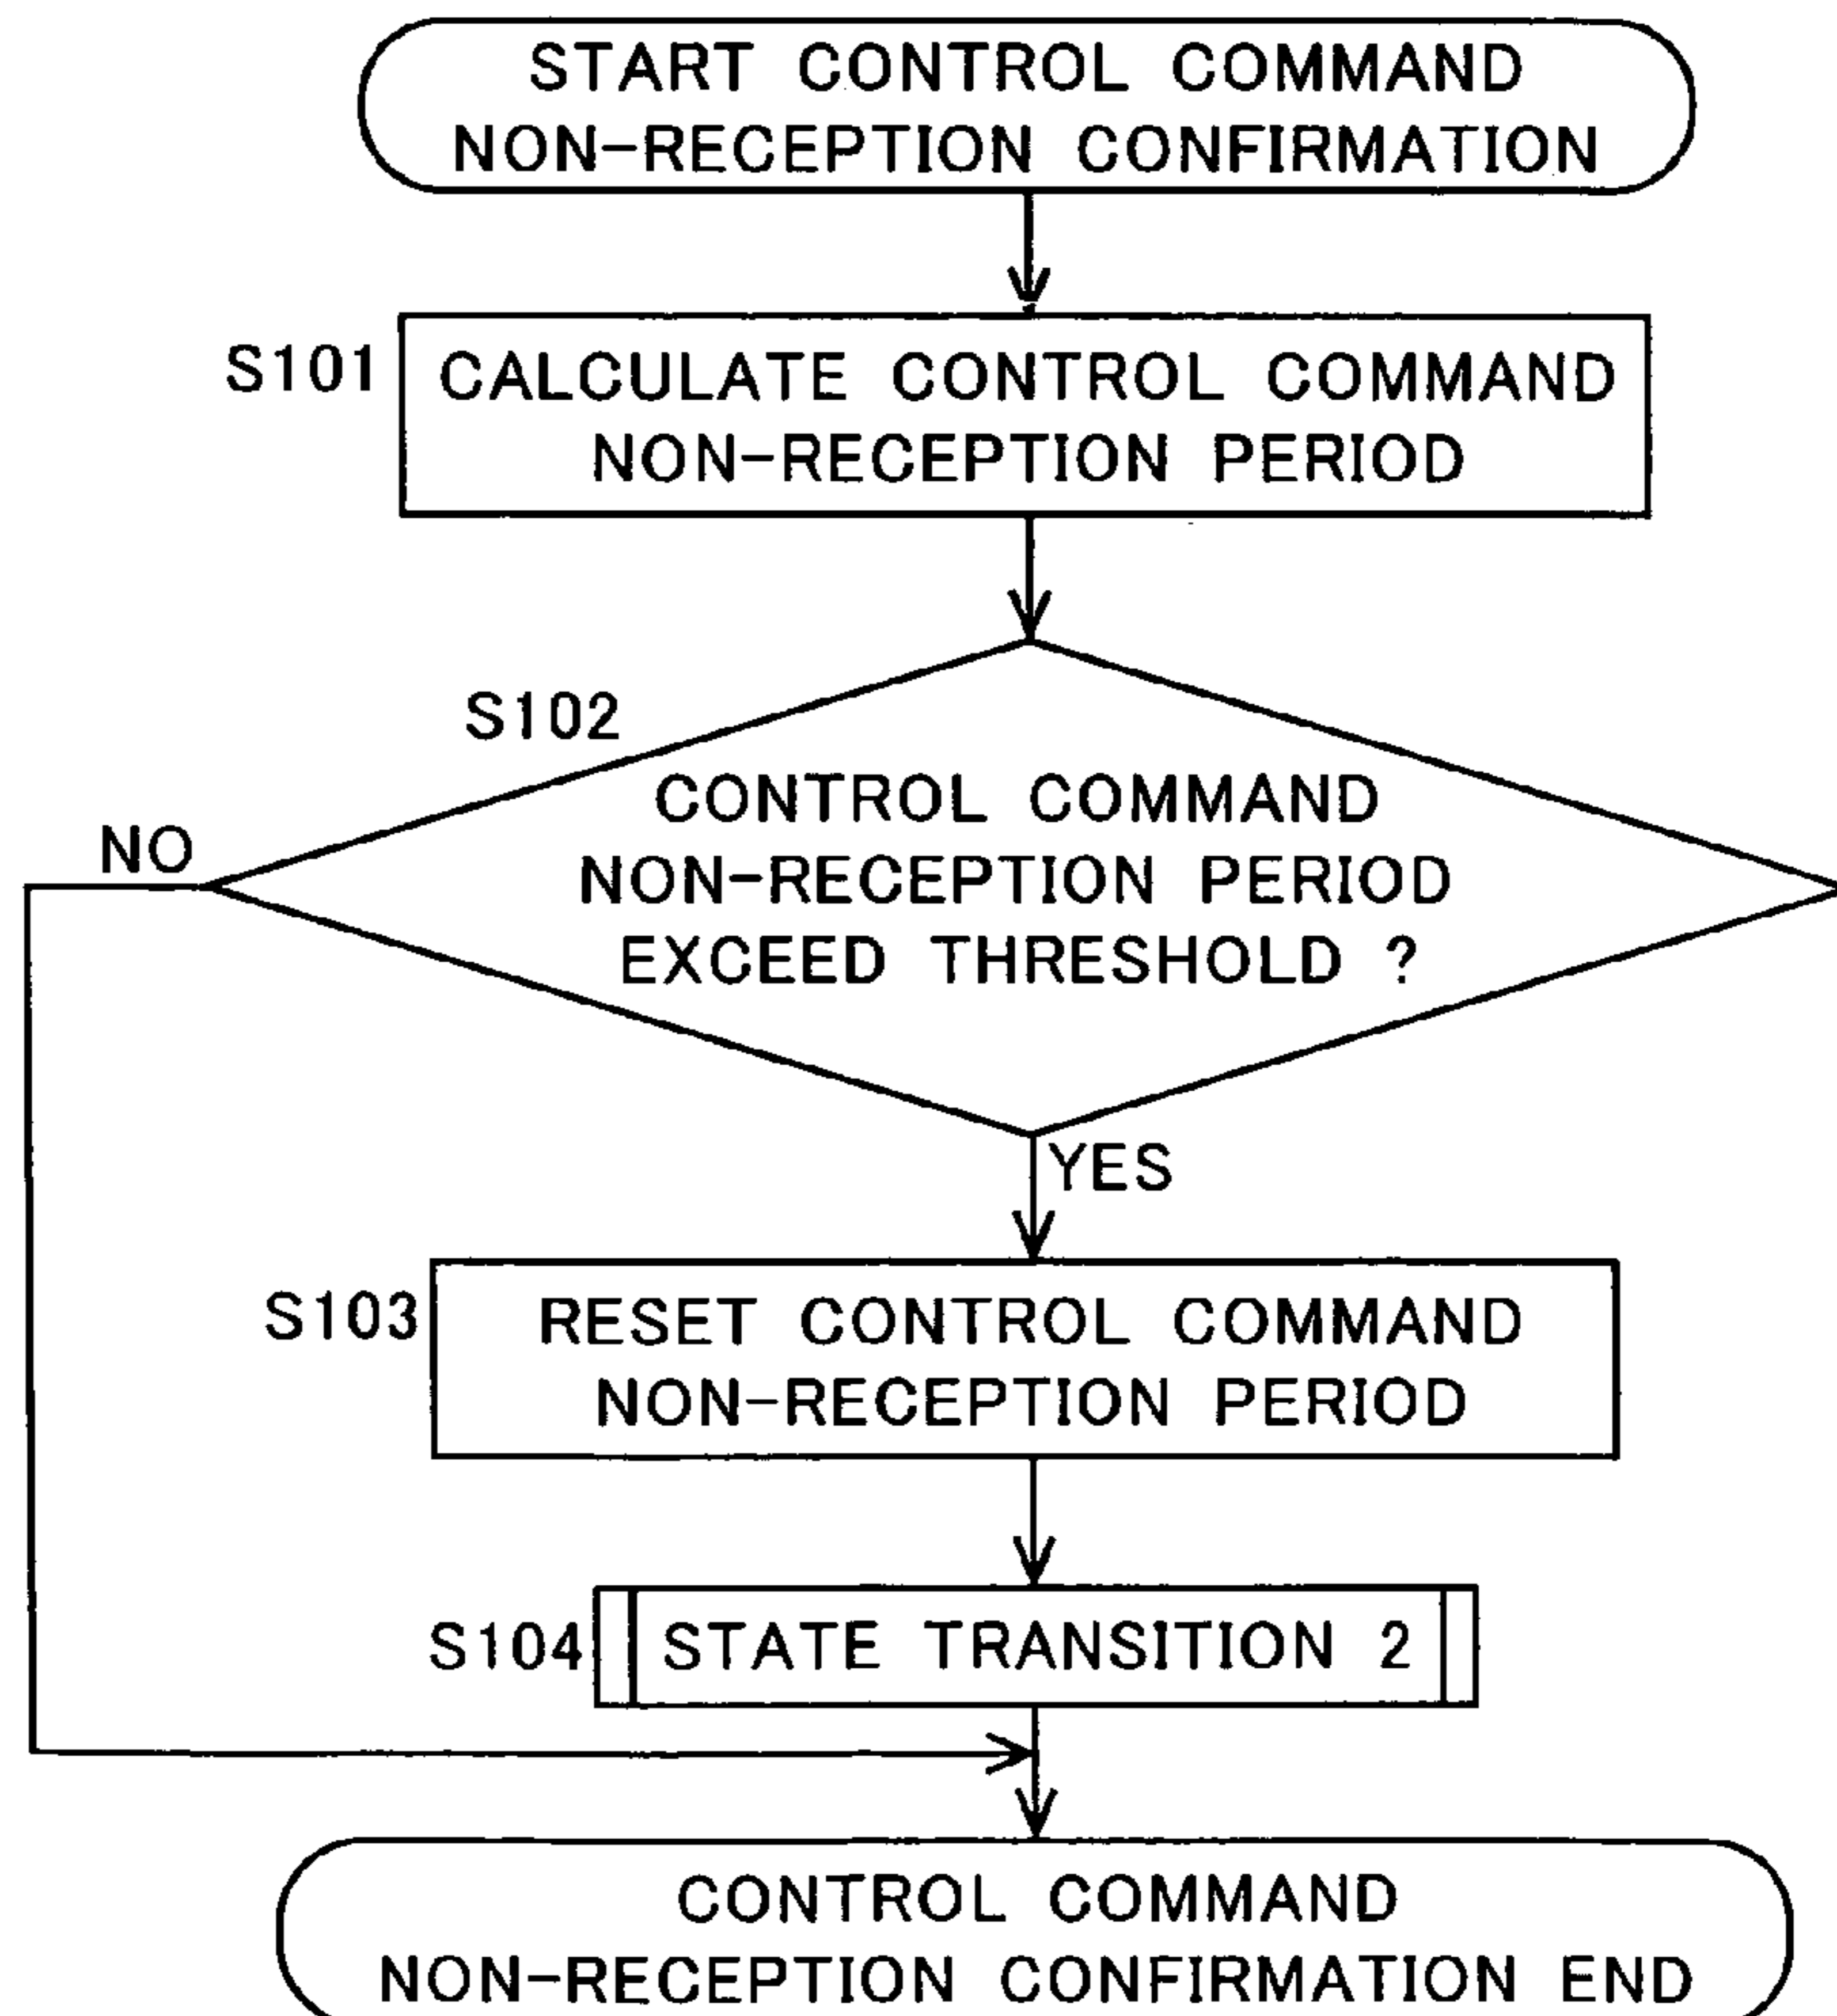 START CONTROL COMMAND
NON-RECEPTION CONFIRMATION
S101
CALCULATE CONTROL COMMAND
NON-RECEPTION PERIOD
S102
CONTROL COMMAND
NON-RECEPTION PERIOD
EXCEED THRESHOLD ?
NO
YES
S103
RESET CONTROL COMMAND
NON-RECEPTION PERIOD
S104
STATE TRANSITION 2
CONTROL COMMAND
NON-RECEPTION CONFIRMATION END